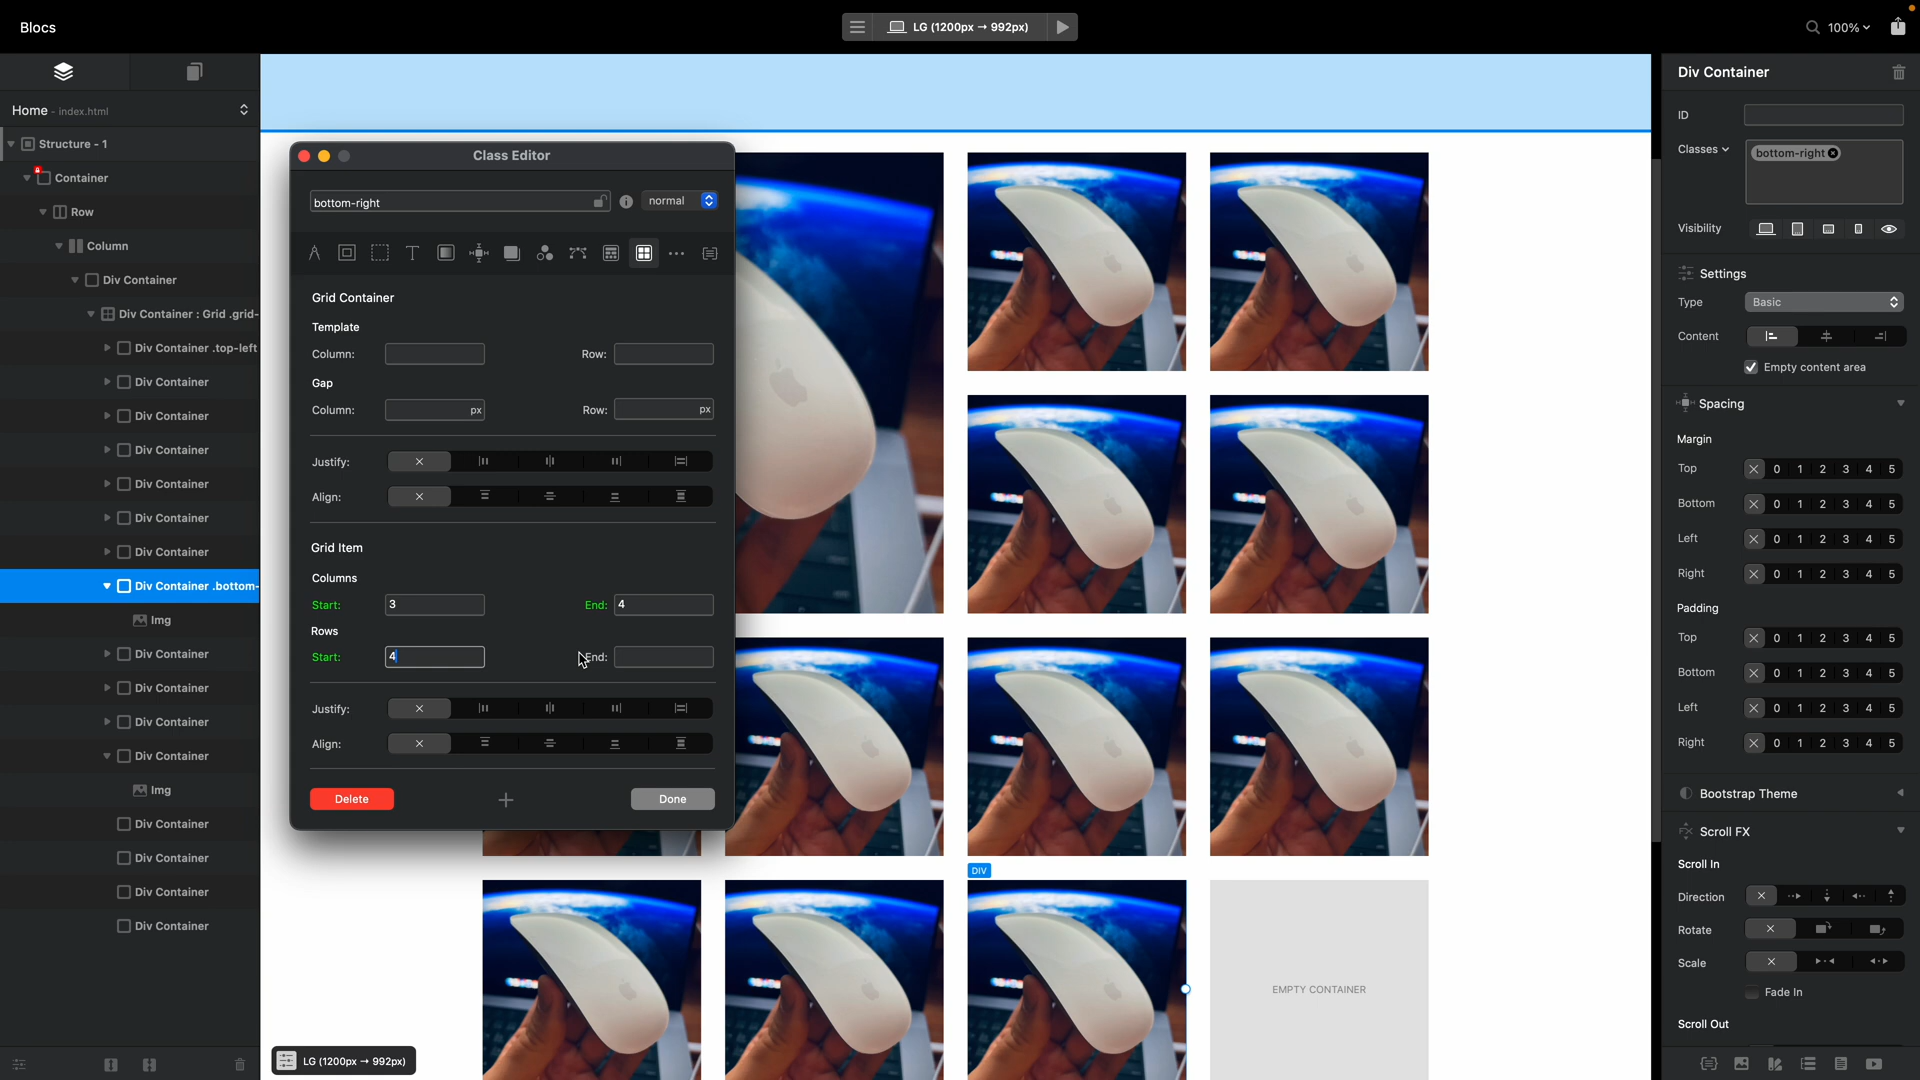 Blocs
LG (1200px → 992px)
100%
Home - index.html
Structure - 1
Container
Row
Column
Div Container
Div Container : Grid .grid-
Div Container .top-left
Div Container
Div Container
Div Container
Div Container
Div Container
Div Container
Div Container .bottom-
Img
Div Container
Div Container
Div Container
Div Container
Img
Div Container
Div Container
Div Container
Div Container
Class Editor
bottom-right
normal
Grid Container
Template
Column:
Row:
Gap
Column:
px
Row:
px
Justify:
Align:
Grid Item
Columns
Start:
3
End:
4
Rows
Start:
4
End:
Justify:
Align:
Delete
Done
DIV
EMPTY CONTAINER
LG (1200px → 992px)
Div Container
ID
Classes
bottom-right
Visibility
Settings
Type
Basic
Content
Empty content area
Spacing
Margin
Top
0 1 2 3 4 5
Bottom
0 1 2 3 4 5
Left
0 1 2 3 4 5
Right
0 1 2 3 4 5
Padding
Top
0 1 2 3 4 5
Bottom
0 1 2 3 4 5
Left
0 1 2 3 4 5
Right
0 1 2 3 4 5
Bootstrap Theme
Scroll FX
Scroll In
Direction
Rotate
Scale
Fade In
Scroll Out